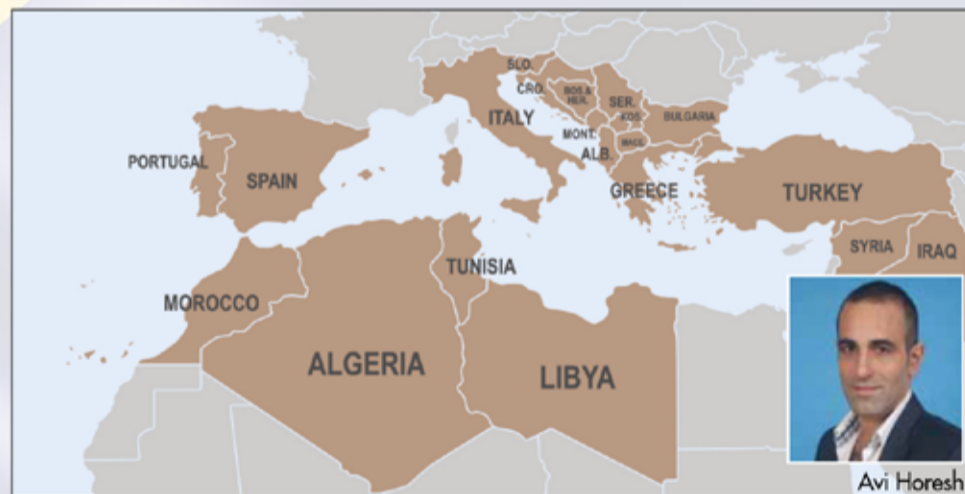 SLO.
CRO.
BOS.&
HER.
SER.
ITALY
KOS.
BULGARIA
MONT.
MACE.
ALB.
PORTUGAL
SPAIN
GREECE
TURKEY
SYRIA
IRAQ
TUNISIA
MOROCCO
ALGERIA
LIBYA
Avi Horesh